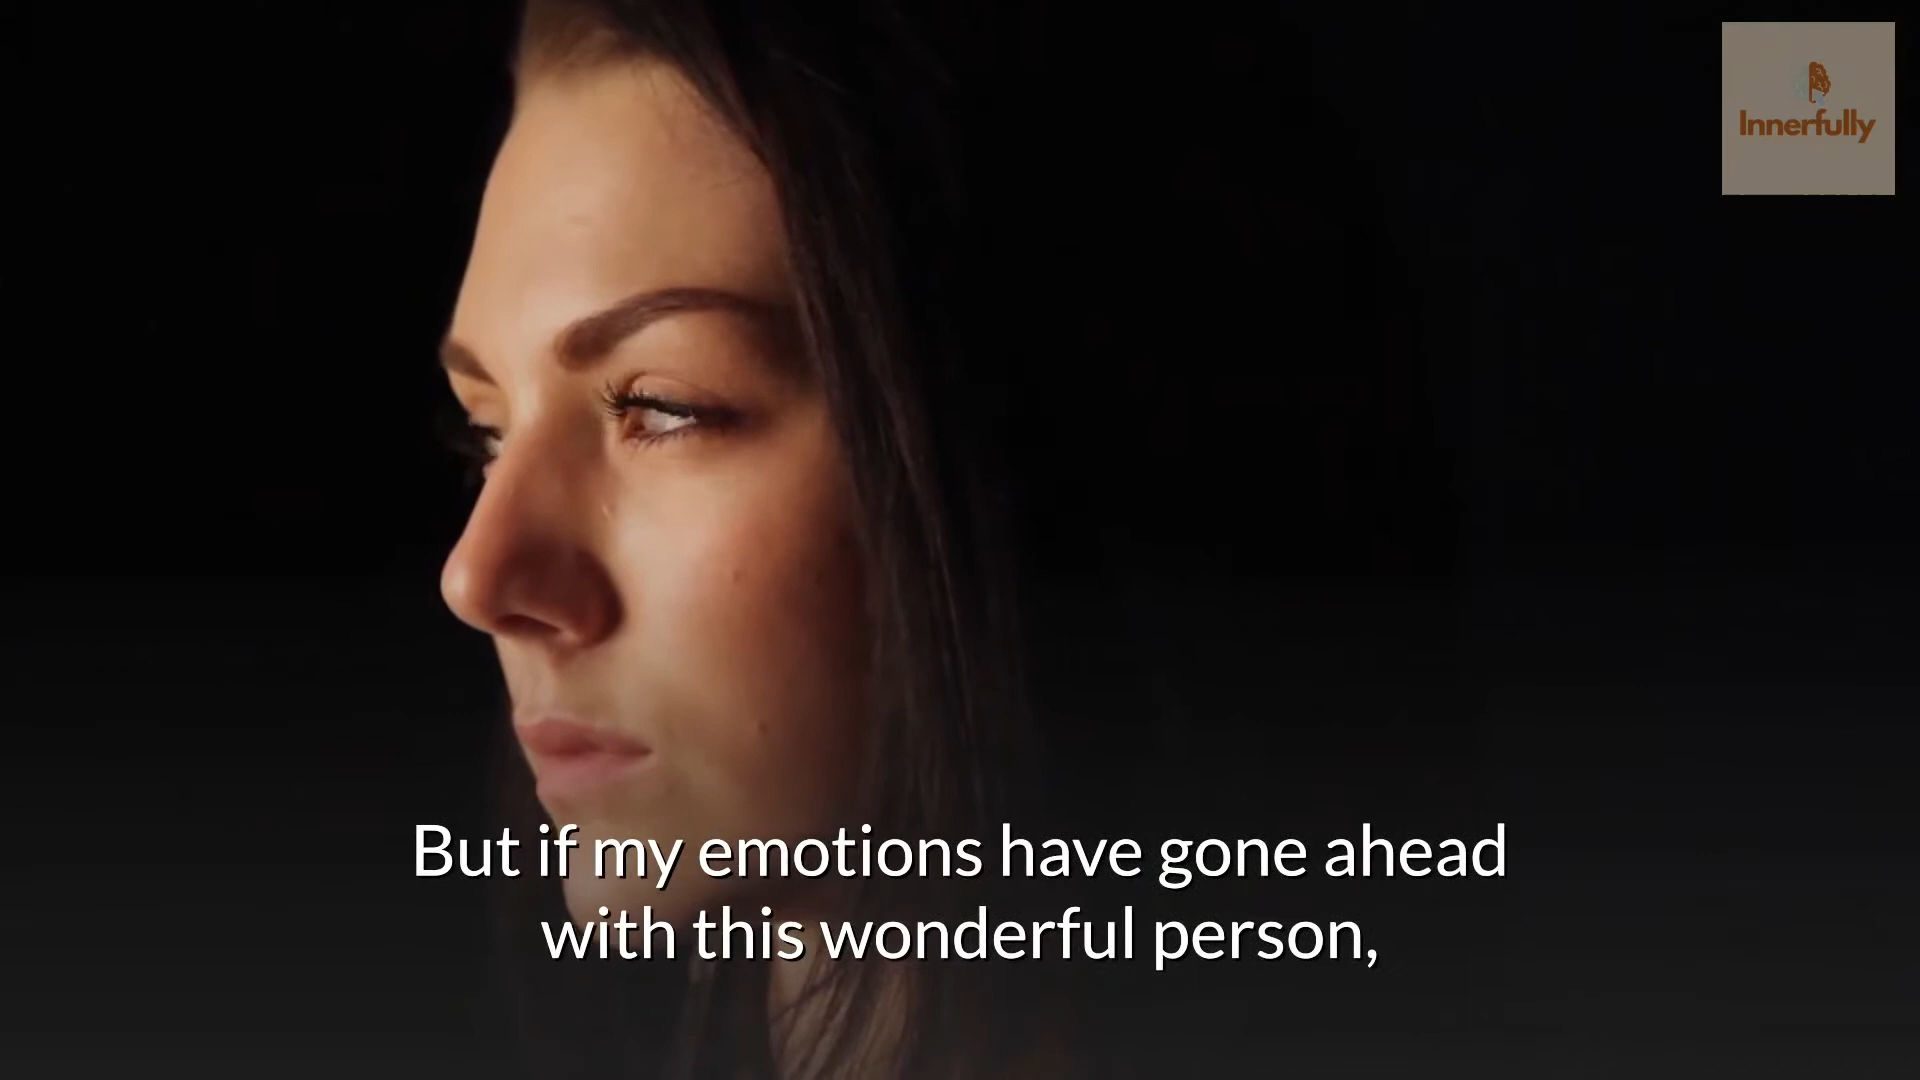 Innerfully
But if my emotions have gone ahead
with this wonderful person,